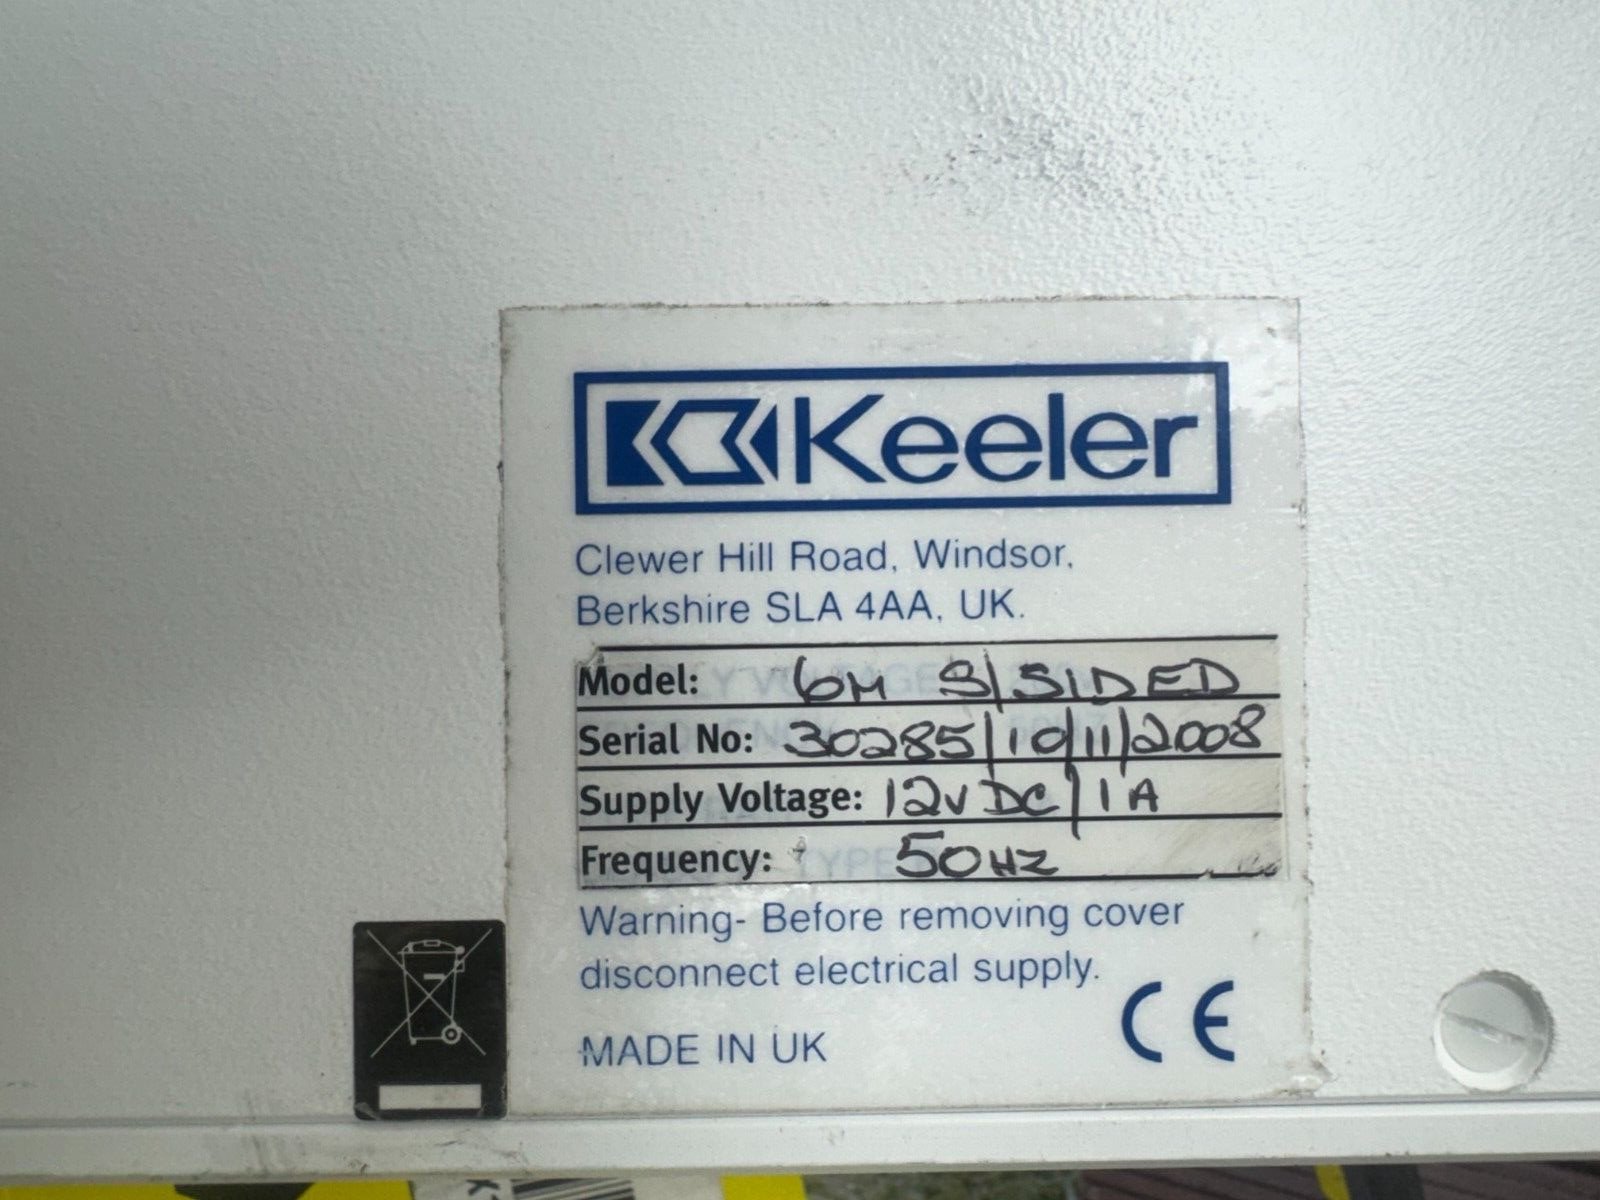 Keeler
Clewer Hill Road, Windsor,
Berkshire SLA 4AA, UK.
Model: 6M S/SIDED
Serial No: 30285/10/11/2008
Supply Voltage: 12V DC/1A
Frequency: 50HZ
Warning- Before removing cover
disconnect electrical supply.
CE
MADE IN UK